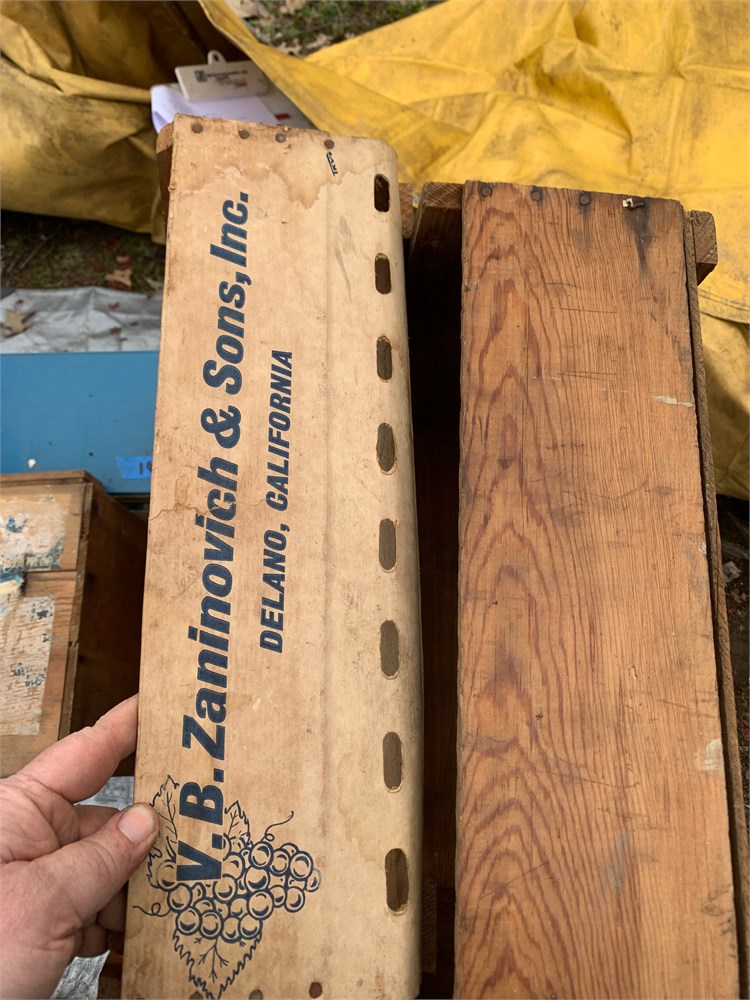 V. B. Zaninovich & Sons, Inc.
DELANO, CALIFORNIA